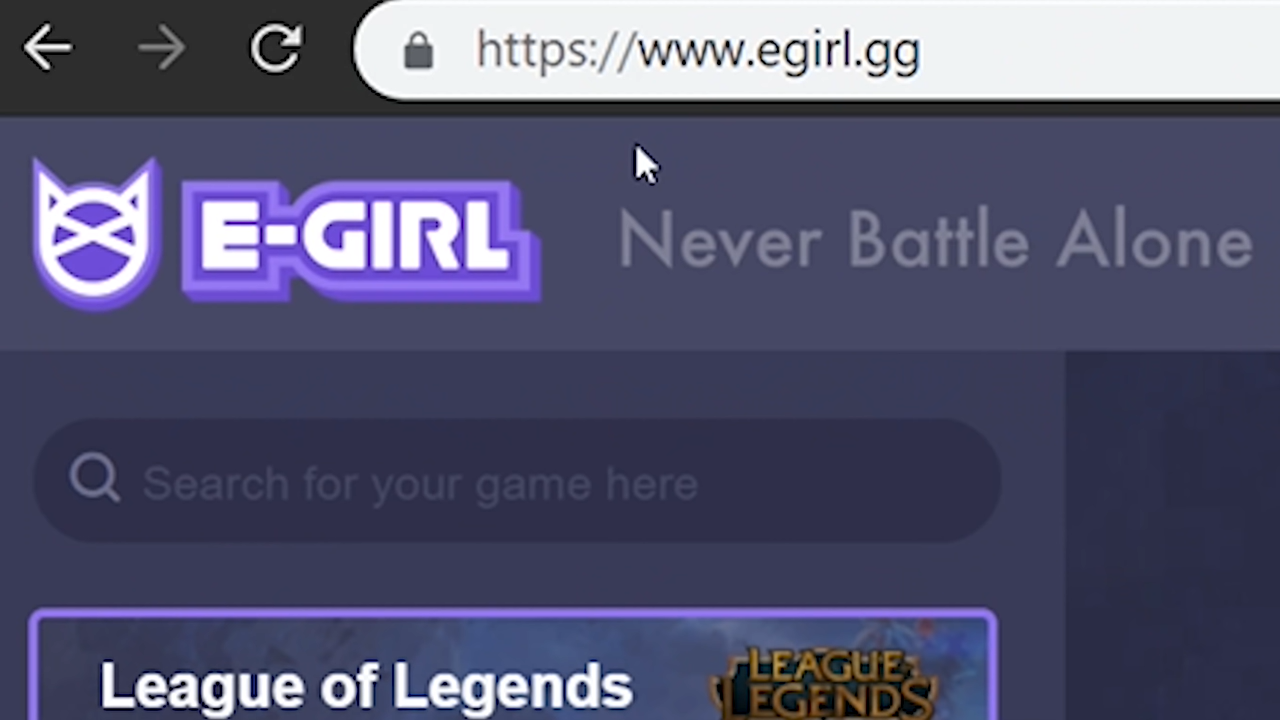 https://www.egirl.gg
E-GIRL
Never Battle Alone
Search for your game here
League of Legends
LEAGUE
LEGENDS